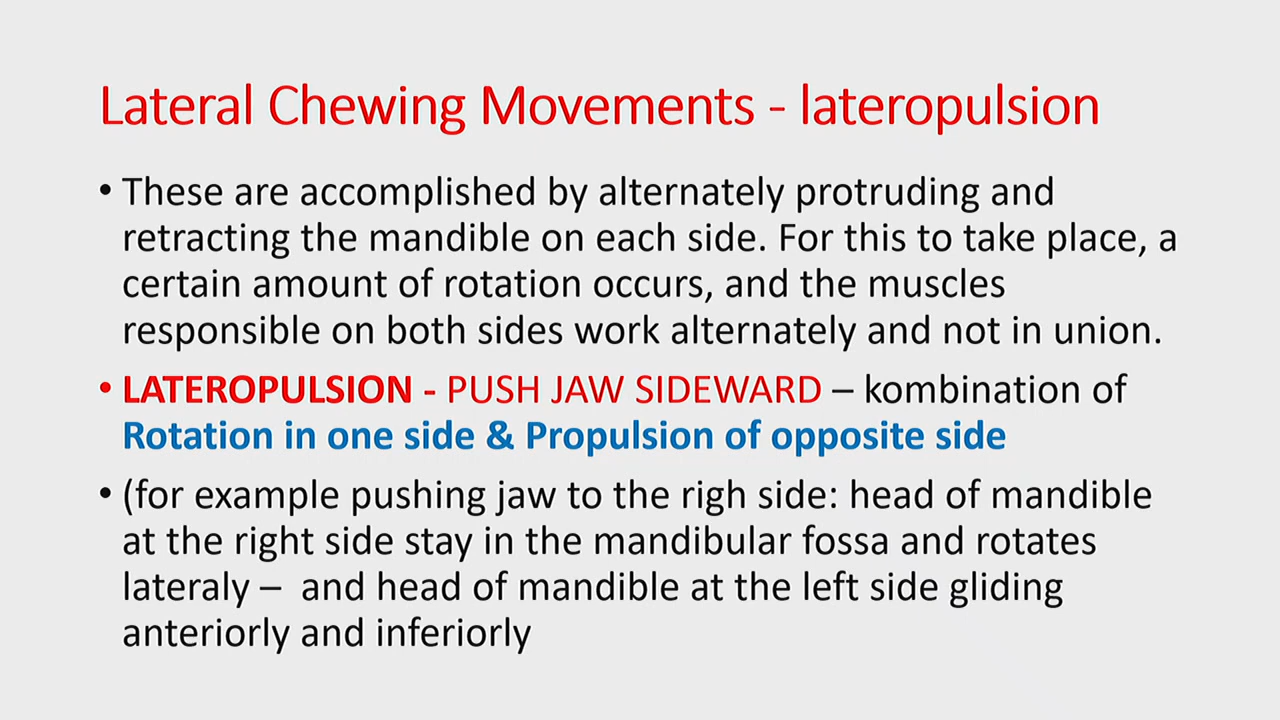 Lateral Chewing Movements - lateropulsion
• These are accomplished by alternately protruding and
retracting the mandible on each side. For this to take place, a
certain amount of rotation occurs, and the muscles
responsible on both sides work alternately and not in union.
• LATEROPULSION - PUSH JAW SIDEWARD – kombination of
Rotation in one side & Propulsion of opposite side
• (for example pushing jaw to the righ side: head of mandible
at the right side stay in the mandibular fossa and rotates
lateraly – and head of mandible at the left side gliding
anteriorly and inferiorly